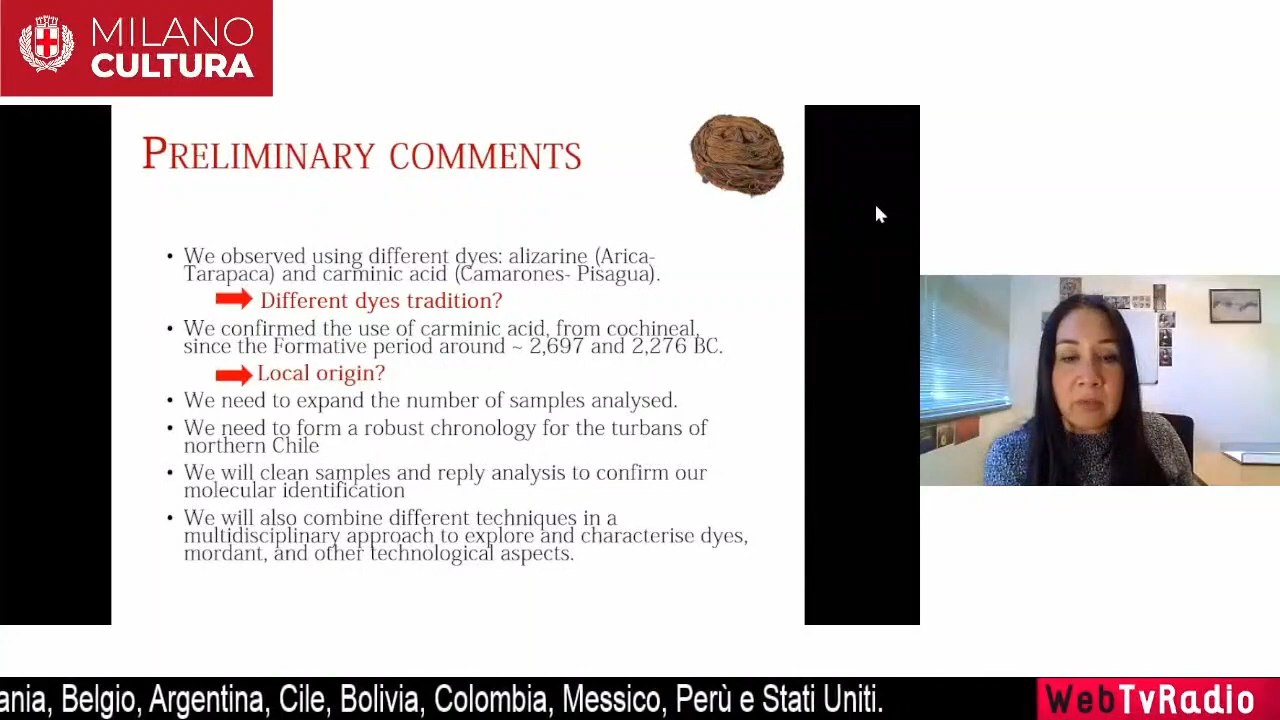 MILANO
CULTURA
PRELIMINARY COMMENTS
• We observed using different dyes: alizarine (Arica-
Tarapaca) and carminic acid (Camarones- Pisagua).
Different dyes tradition?
• We confirmed the use of carminic acid, from cochineal,
since the Formative period around ~ 2,697 and 2,276 BC.
Local origin?
• We need to expand the number of samples analysed.
• We need to form a robust chronology for the turbans of
northern Chile
• We will clean samples and reply analysis to confirm our
molecular identification
• We will also combine different techniques in a
multidisciplinary approach to explore and characterise dyes,
mordant, and other technological aspects.
ania, Belgio, Argentina, Cile, Bolivia, Colombia, Messico, Perù e Stati Uniti.
WebTvRadio